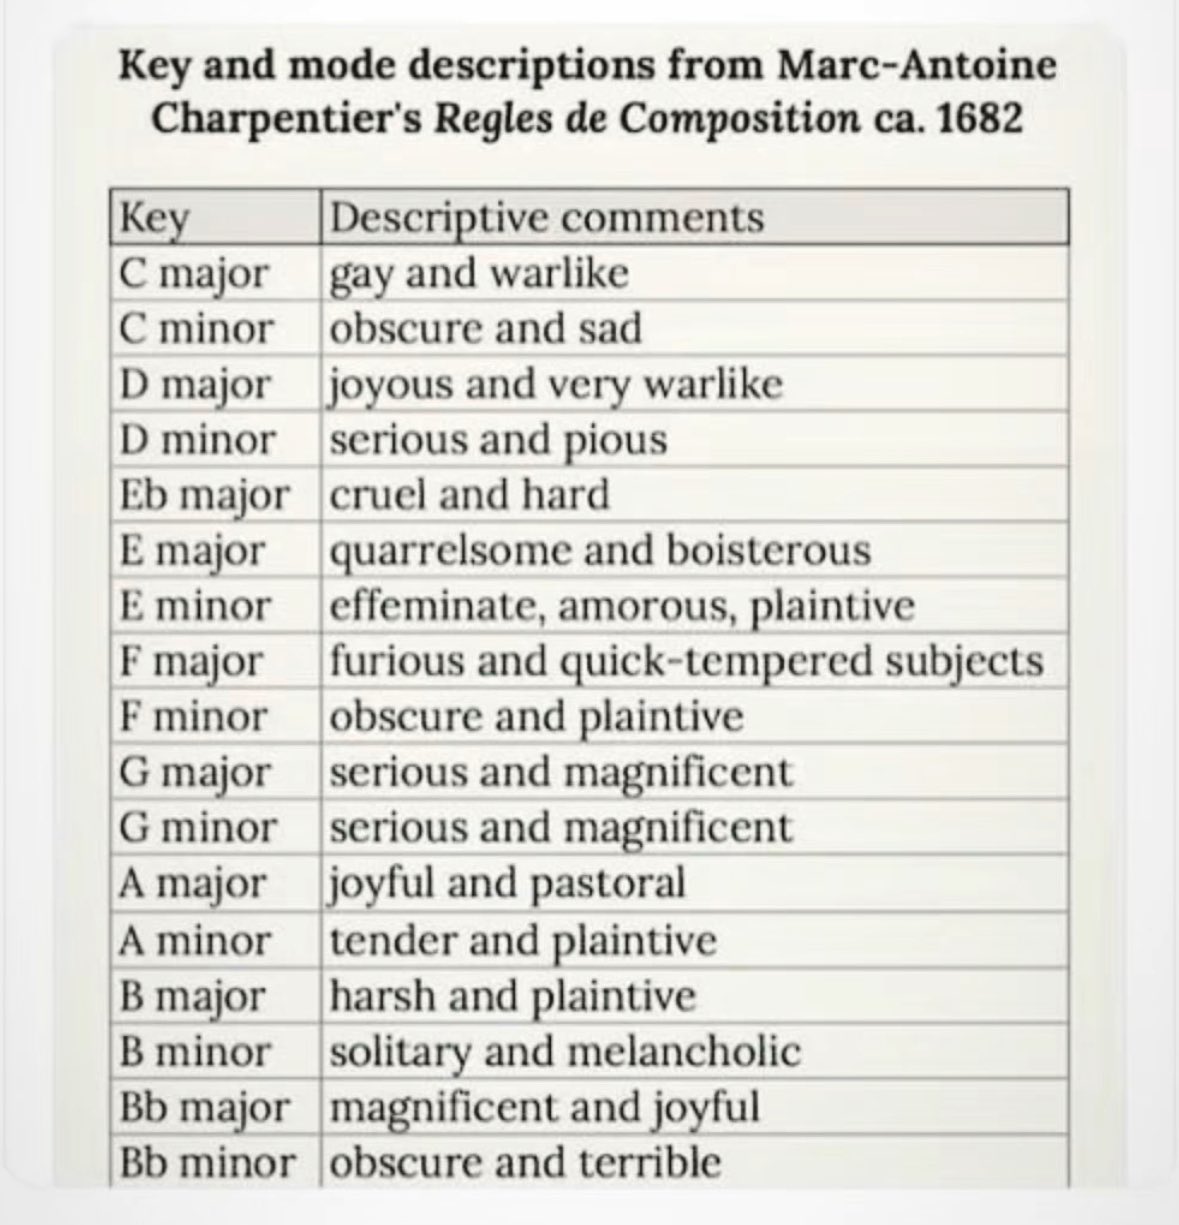 Key and mode descriptions from Marc-Antoine
Charpentier's Regles de Composition ca. 1682
Key Descriptive comments
C major gay and warlike
C minor obscure and sad
D major joyous and very warlike
D minor serious and pious
Eb major cruel and hard
E major quarrelsome and boisterous
E minor effeminate, amorous, plaintive
F major furious and quick-tempered subjects
F minor obscure and plaintive
G major serious and magnificent
G minor serious and magnificent
A major joyful and pastoral
A minor tender and plaintive
B major harsh and plaintive
B minor solitary and melancholic
Bb major magnificent and joyful
Bb minor obscure and terrible